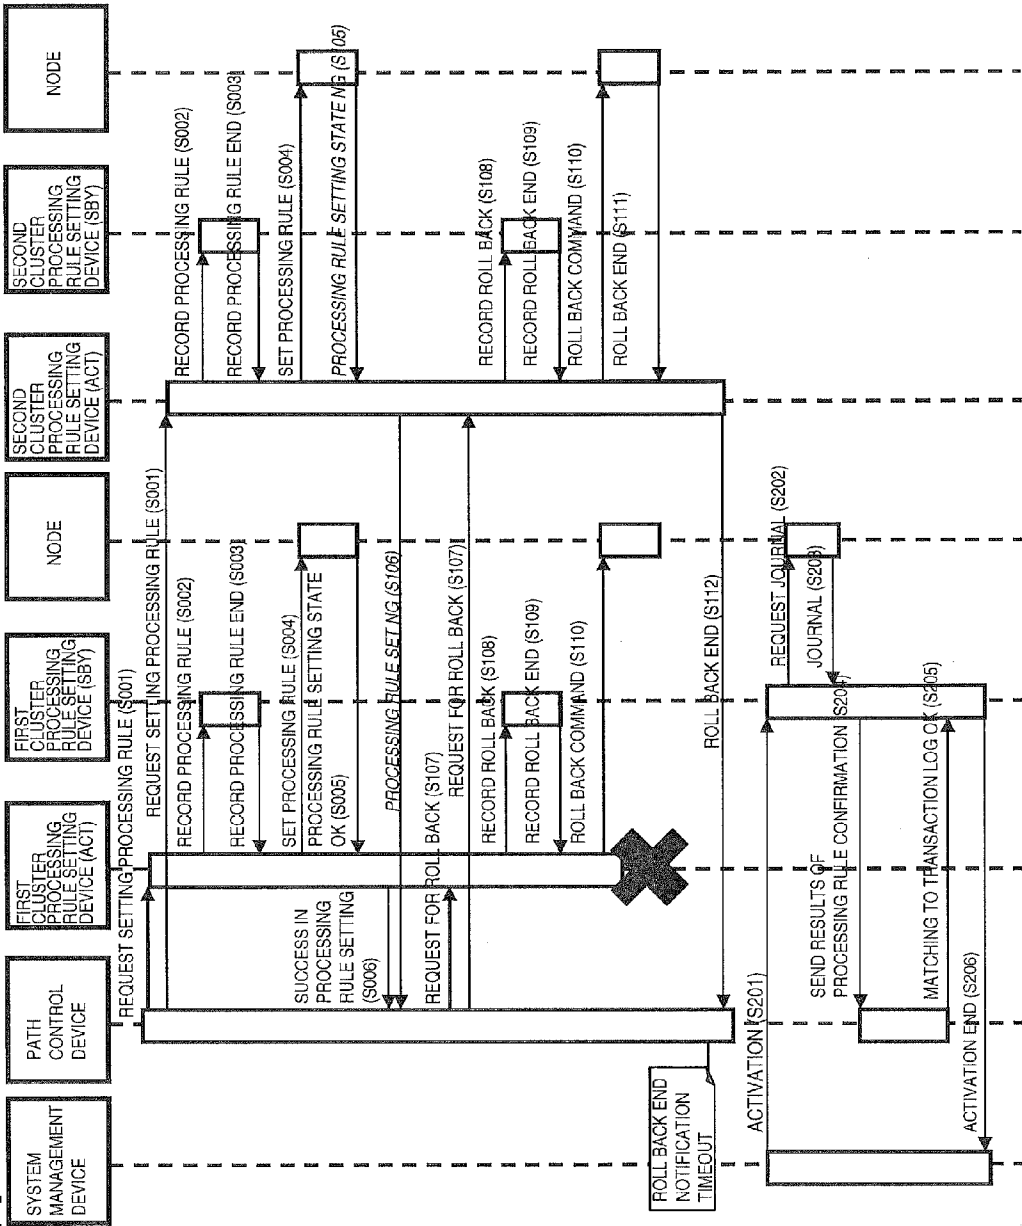 SYSTEM
MANAGEMENT
DEVICE
PATH
CONTROL
DEVICE
FIRST
CLUSTER
PROCESSING
RULE SETTING
DEVICE (ACT)
FIRST
CLUSTER
PROCESSING
RULE SETTING
DEVICE (SBY)
NODE
SECOND
CLUSTER
PROCESSING
RULE SETTING
DEVICE (ACT)
SECOND
CLUSTER
PROCESSING
RULE SETTING
DEVICE (SBY)
NODE
REQUEST SETTING PROCESSING RULE (S001)
REQUEST SETTING PROCESSING RULE (S001)
RECORD PROCESSING RULE (S002)
RECORD PROCESSING RULE (S002)
RECORD PROCESSING RULE END (S003)
RECORD PROCESSING RULE END (S003)
SET PROCESSING RULE (S004)
SET PROCESSING RULE (S004)
PROCESSING RULE SETTING STATE
OK (S005)
PROCESSING RULE SETTING STATE NG (S105)
SUCCESS IN
PROCESSING
RULE SETTING
(S006)
PROCESSING RULE SET NG (S106)
REQUEST FOR ROLL BACK (S107)
REQUEST FOR ROLL BACK (S107)
RECORD ROLL BACK (S108)
RECORD ROLL BACK (S108)
RECORD ROLL BACK END (S109)
RECORD ROLL BACK END (S109)
ROLL BACK COMMAND (S110)
ROLL BACK COMMAND (S110)
ROLL BACK END (S111)
ROLL BACK END (S112)
ROLL BACK END
NOTIFICATION
TIMEOUT
ACTIVATION (S201)
REQUEST JOURNAL (S202)
JOURNAL (S203)
SEND RESULTS OF
PROCESSING RULE CONFIRMATION (S204)
MATCHING TO TRANSACTION LOG OK (S205)
ACTIVATION END (S206)